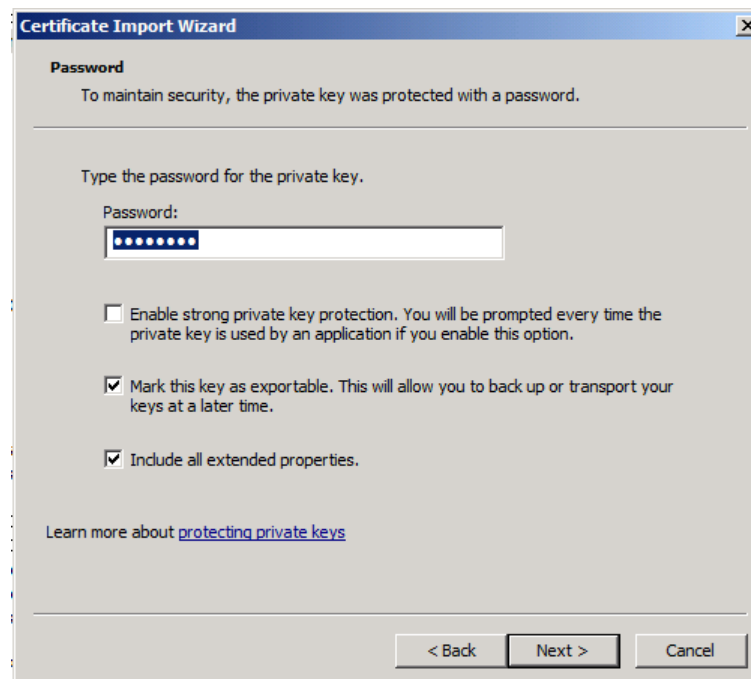 Certificate Import Wizard
Password
To maintain security, the private key was protected with a password.
Type the password for the private key.
Password:
••••••••
Enable strong private key protection. You will be prompted every time the
private key is used by an application if you enable this option.
Mark this key as exportable. This will allow you to back up or transport your
keys at a later time.
Include all extended properties.
Learn more about protecting private keys
< Back Next > Cancel